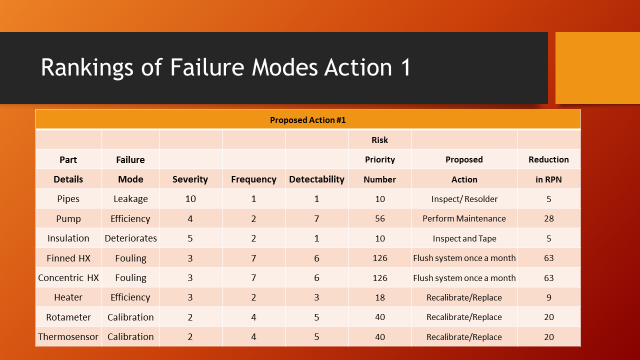 Rankings of Failure Modes Action 1
Proposed Action #1
Risk
Part Failure Priority Proposed Reduction
Details Mode Severity Frequency Detectability Number Action in RPN
Pipes Leakage 10 1 1 10 Inspect/ Resolder 5
Pump Efficiency 4 2 7 56 Perform Maintenance 28
Insulation Deteriorates 5 2 1 10 Inspect and Tape 5
Finned HX Fouling 3 7 6 126 Flush system once a month 63
Concentric HX Fouling 3 7 6 126 Flush system once a month 63
Heater Efficiency 3 2 3 18 Recalibrate/Replace 9
Rotameter Calibration 2 4 5 40 Recalibrate/Replace 20
Thermosensor Calibration 2 4 5 40 Recalibrate/Replace 20